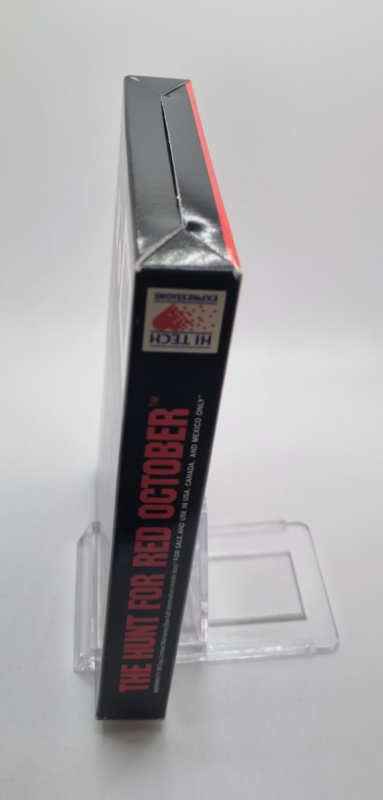 HI TECH
EXPRESSIONS
THE HUNT FOR RED OCTOBER™
FOR SALE AND USE IN USA, CANADA, AND MEXICO ONLY